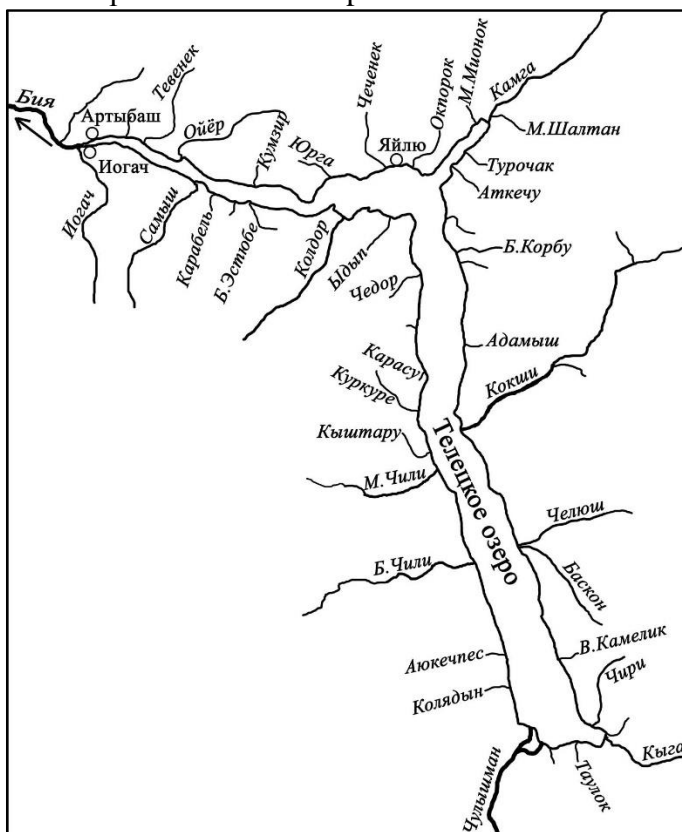 Бия
Артыбаш
Тевенек
Ойёр
Кумзир
Юрга
Чеченек
Яйлю
Окпорок
М.Мионок
Камга
М.Шалтан
Турочак
Аткечу
Иогач
Иогач
Самыш
Карабель
Б.Эстюбе
Колдор
Ыдып
Чедор
Б.Корбу
Адамыш
Карасу
Куркуре
Кокши
Кыштару
Телецкое озеро
М.Чили
Челюш
Б.Чили
Баскон
Аюкечпес
В.Камелик
Чири
Колядын
Чулышман
Таулок
Кыга